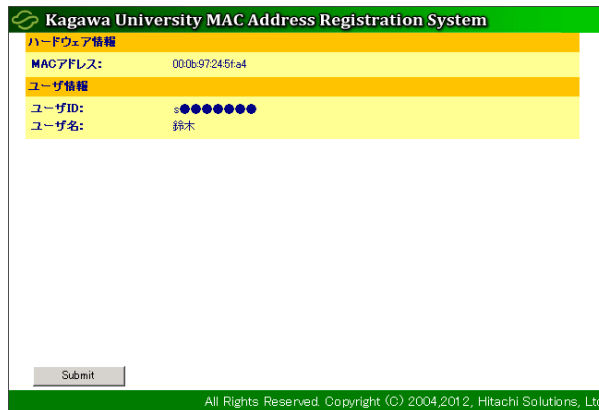 Kagawa University MAC Address Registration System
ハードウェア情報
MACアドレス: 00:0b:97:24:5f:a4
ユーザ情報
ユーザID: s●●●●●●●
ユーザ名: 鈴木
Submit
All Rights Reserved. Copyright (C) 2004,2012, Hitachi Solutions, Ltd